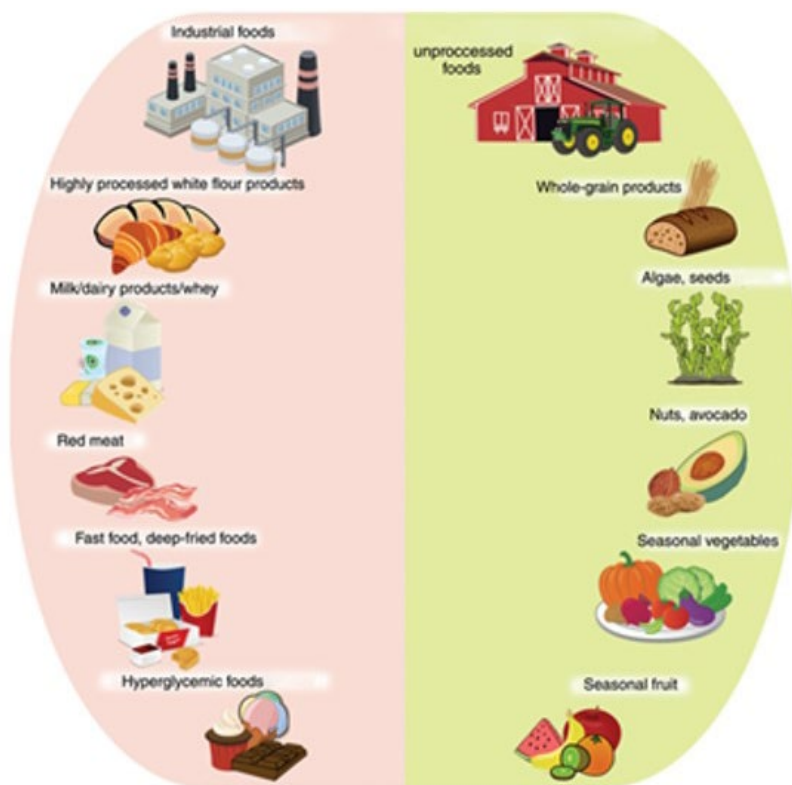 Industrial foods
unproccessed
foods
Highly processed white flour products
Whole-grain products
Milk/dairy products/whey
Algae, seeds
Red meat
Nuts, avocado
Fast food, deep-fried foods
Seasonal vegetables
Hyperglycemic foods
Seasonal fruit